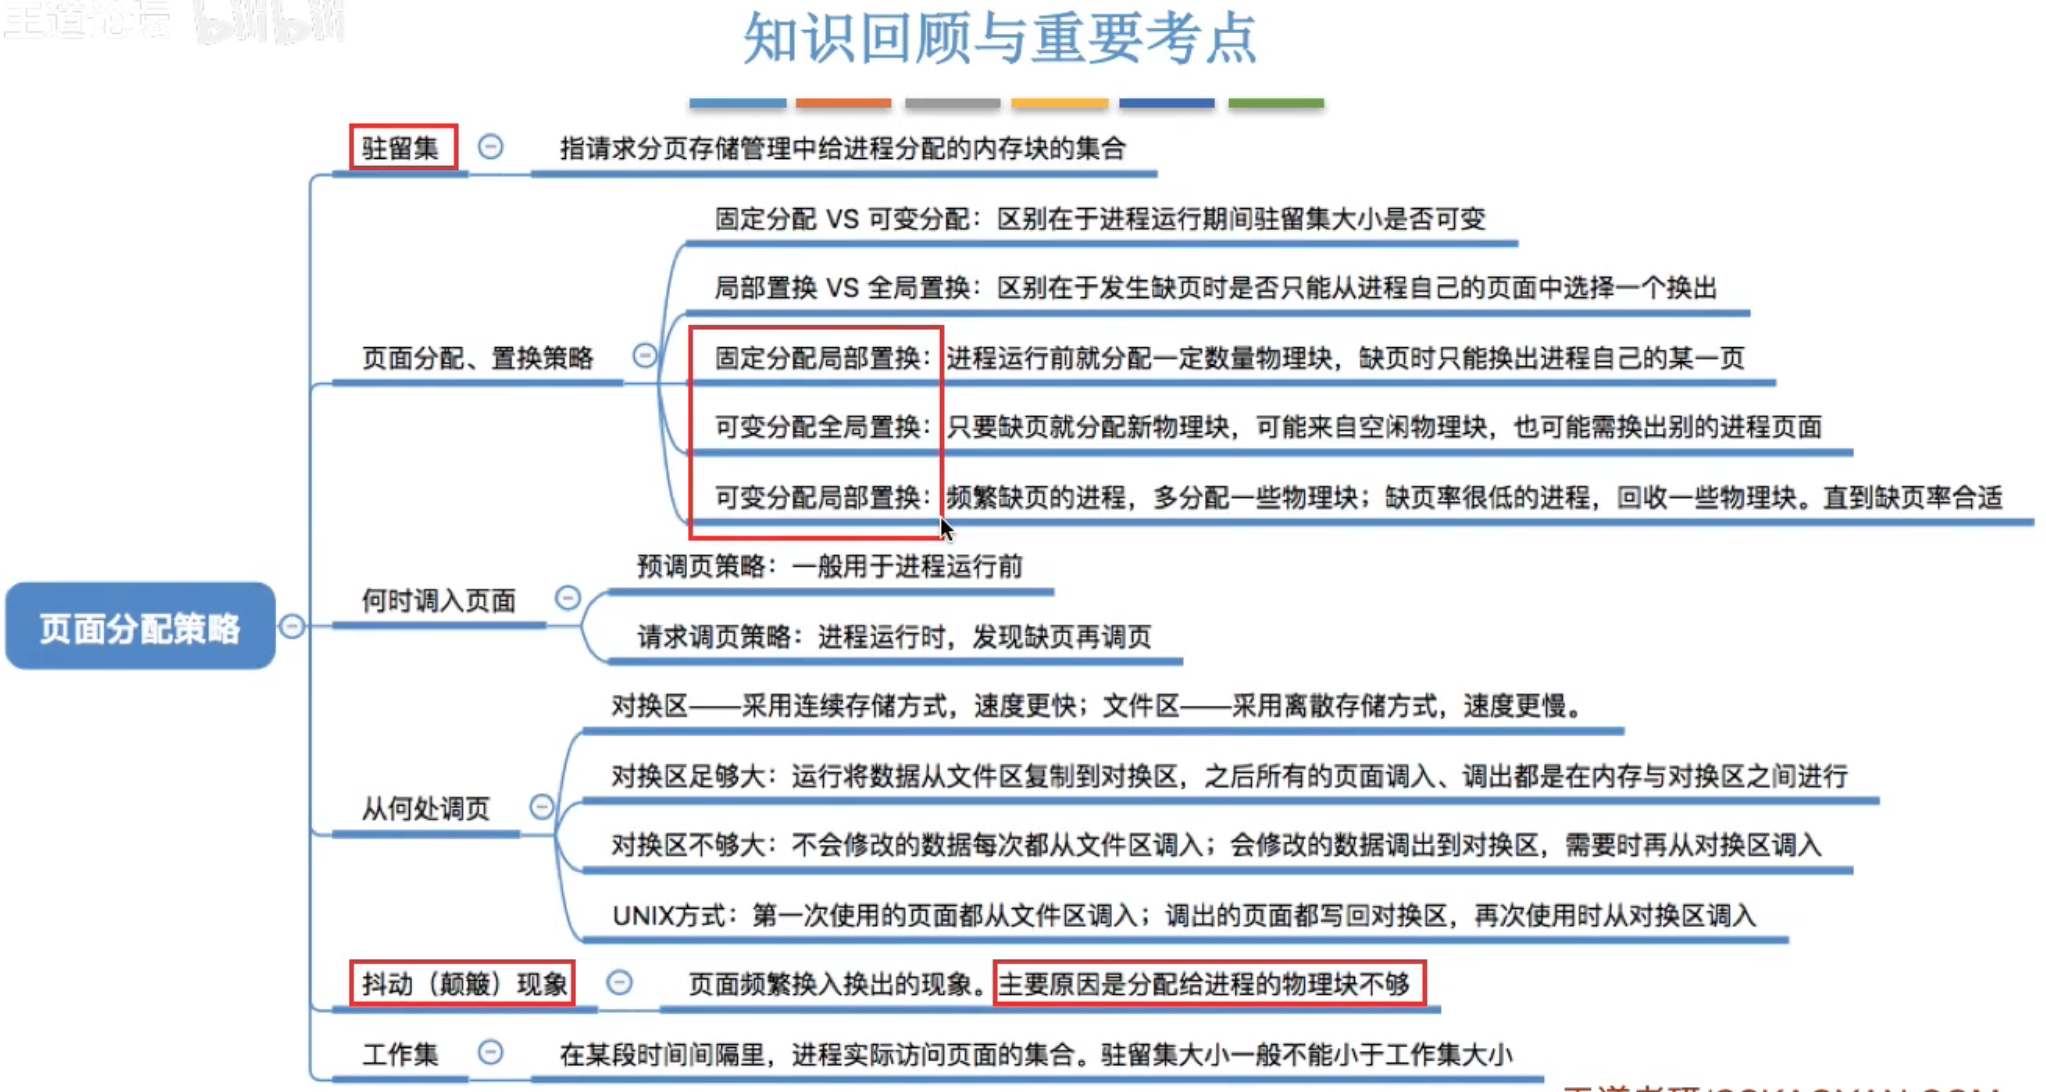 王道论坛 bilibili
知识回顾与重要考点
驻留集
指请求分页存储管理中给进程分配的内存块的集合
固定分配 VS 可变分配：区别在于进程运行期间驻留集大小是否可变
局部置换 VS 全局置换：区别在于发生缺页时是否只能从进程自己的页面中选择一个换出
页面分配、置换策略
固定分配局部置换：进程运行前就分配一定数量物理块，缺页时只能换出进程自己的某一页
可变分配全局置换：只要缺页就分配新物理块，可能来自空闲物理块，也可能需换出别的进程页面
可变分配局部置换：频繁缺页的进程，多分配一些物理块；缺页率很低的进程，回收一些物理块。直到缺页率合适
页面分配策略
何时调入页面
预调页策略：一般用于进程运行前
请求调页策略：进程运行时，发现缺页再调页
对换区——采用连续存储方式，速度更快；文件区——采用离散存储方式，速度更慢。
对换区足够大：运行将数据从文件区复制到对换区，之后所有的页面调入、调出都是在内存与对换区之间进行
从何处调页
对换区不够大：不会修改的数据每次都从文件区调入；会修改的数据调出到对换区，需要时再从对换区调入
UNIX方式：第一次使用的页面都从文件区调入；调出的页面都写回对换区，再次使用时从对换区调入
抖动（颠簸）现象
页面频繁换入换出的现象。主要原因是分配给进程的物理块不够
工作集
在某段时间间隔里，进程实际访问页面的集合。驻留集大小一般不能小于工作集大小